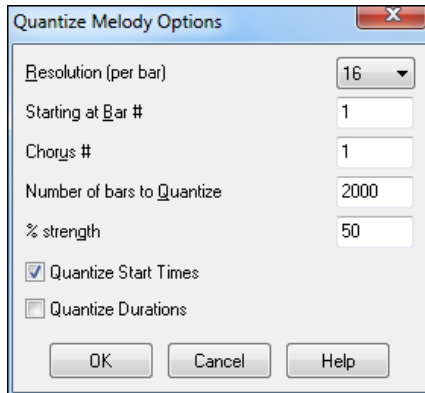 Quantize Melody Options
Resolution (per bar) 16
Starting at Bar # 1
Chorus # 1
Number of bars to Quantize 2000
% strength 50
Quantize Start Times
Quantize Durations
OK Cancel Help